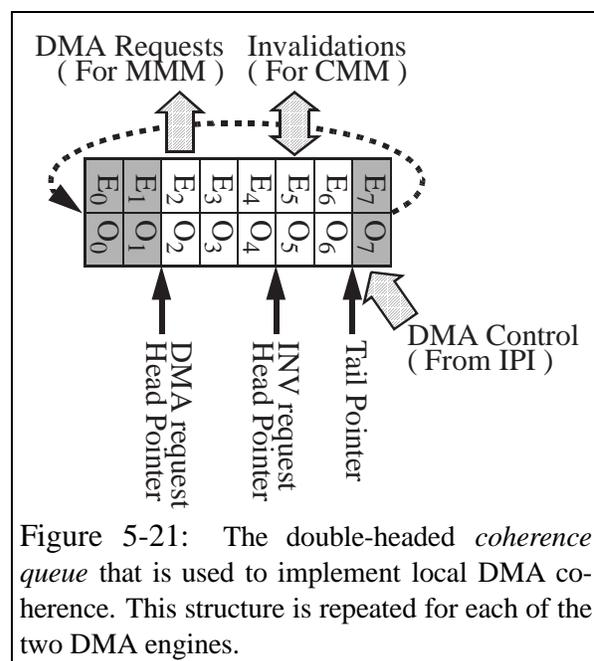 DMA Requests
( For MMM )
Invalidations
( For CMM )
E0 E1 E2 E3 E4 E5 E6 E7
O0 O1 O2 O3 O4 O5 O6 O7
DMA request
Head Pointer
INV request
Head Pointer
Tail Pointer
DMA Control
( From IPI )
Figure 5-21: The double-headed coherence
queue that is used to implement local DMA co-
herence. This structure is repeated for each of the
two DMA engines.